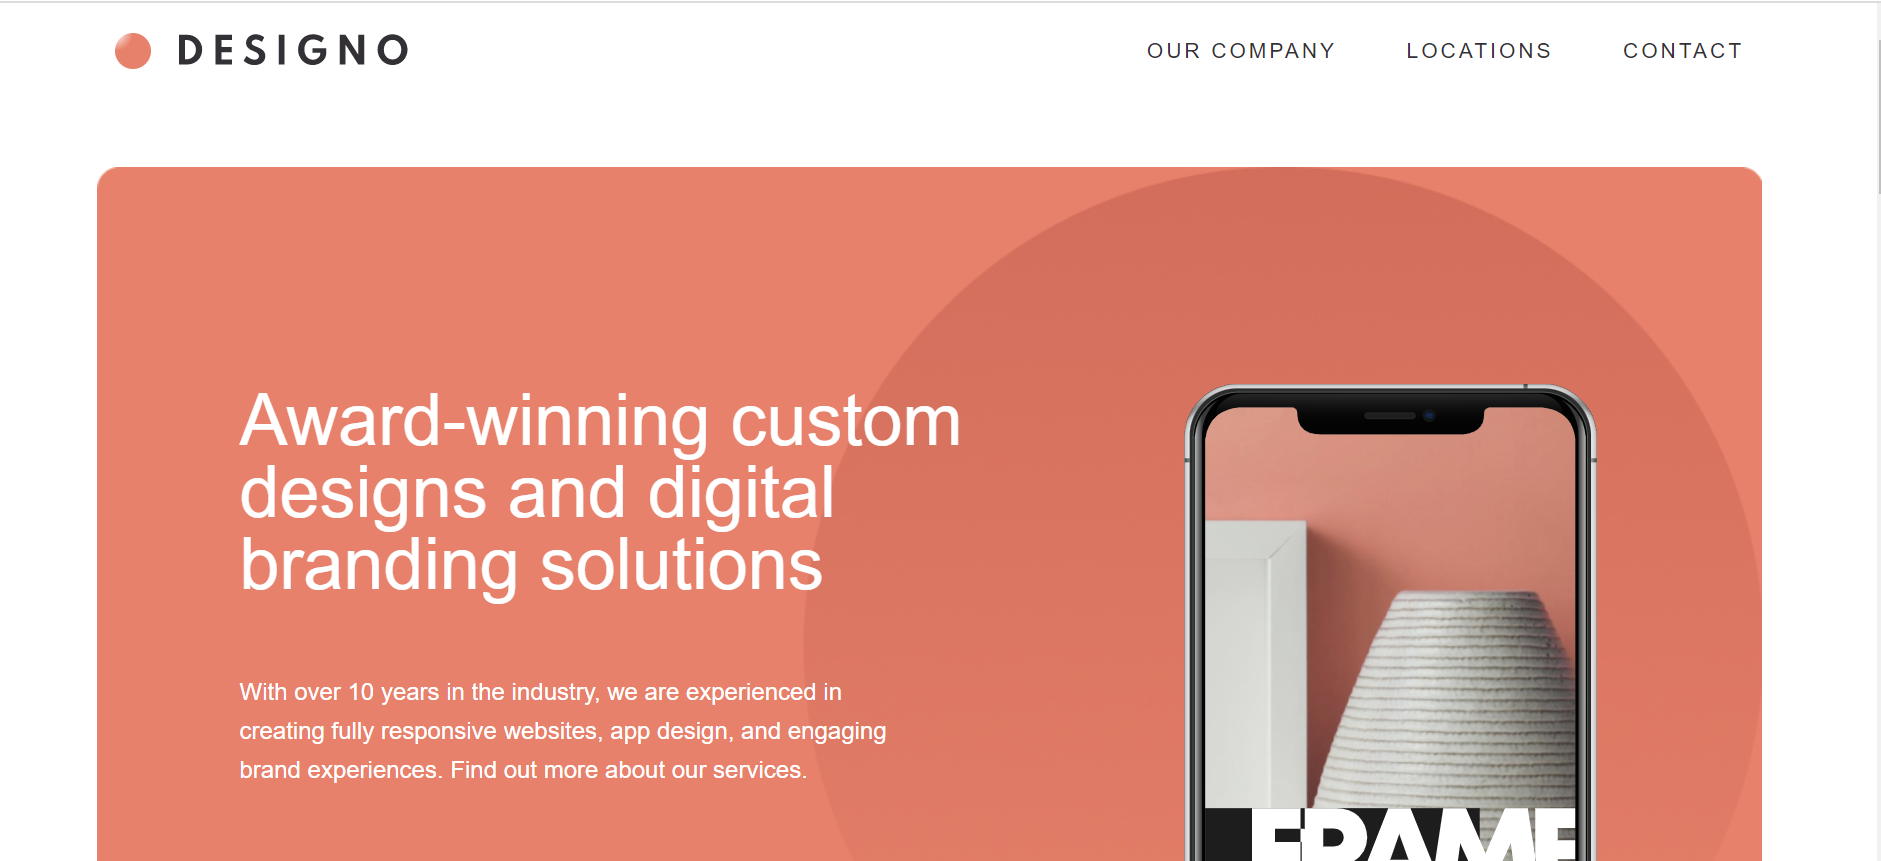 DESIGNO
OUR COMPANY
LOCATIONS
CONTACT
Award-winning custom
designs and digital
branding solutions
With over 10 years in the industry, we are experienced in
creating fully responsive websites, app design, and engaging
brand experiences. Find out more about our services.
FRAME